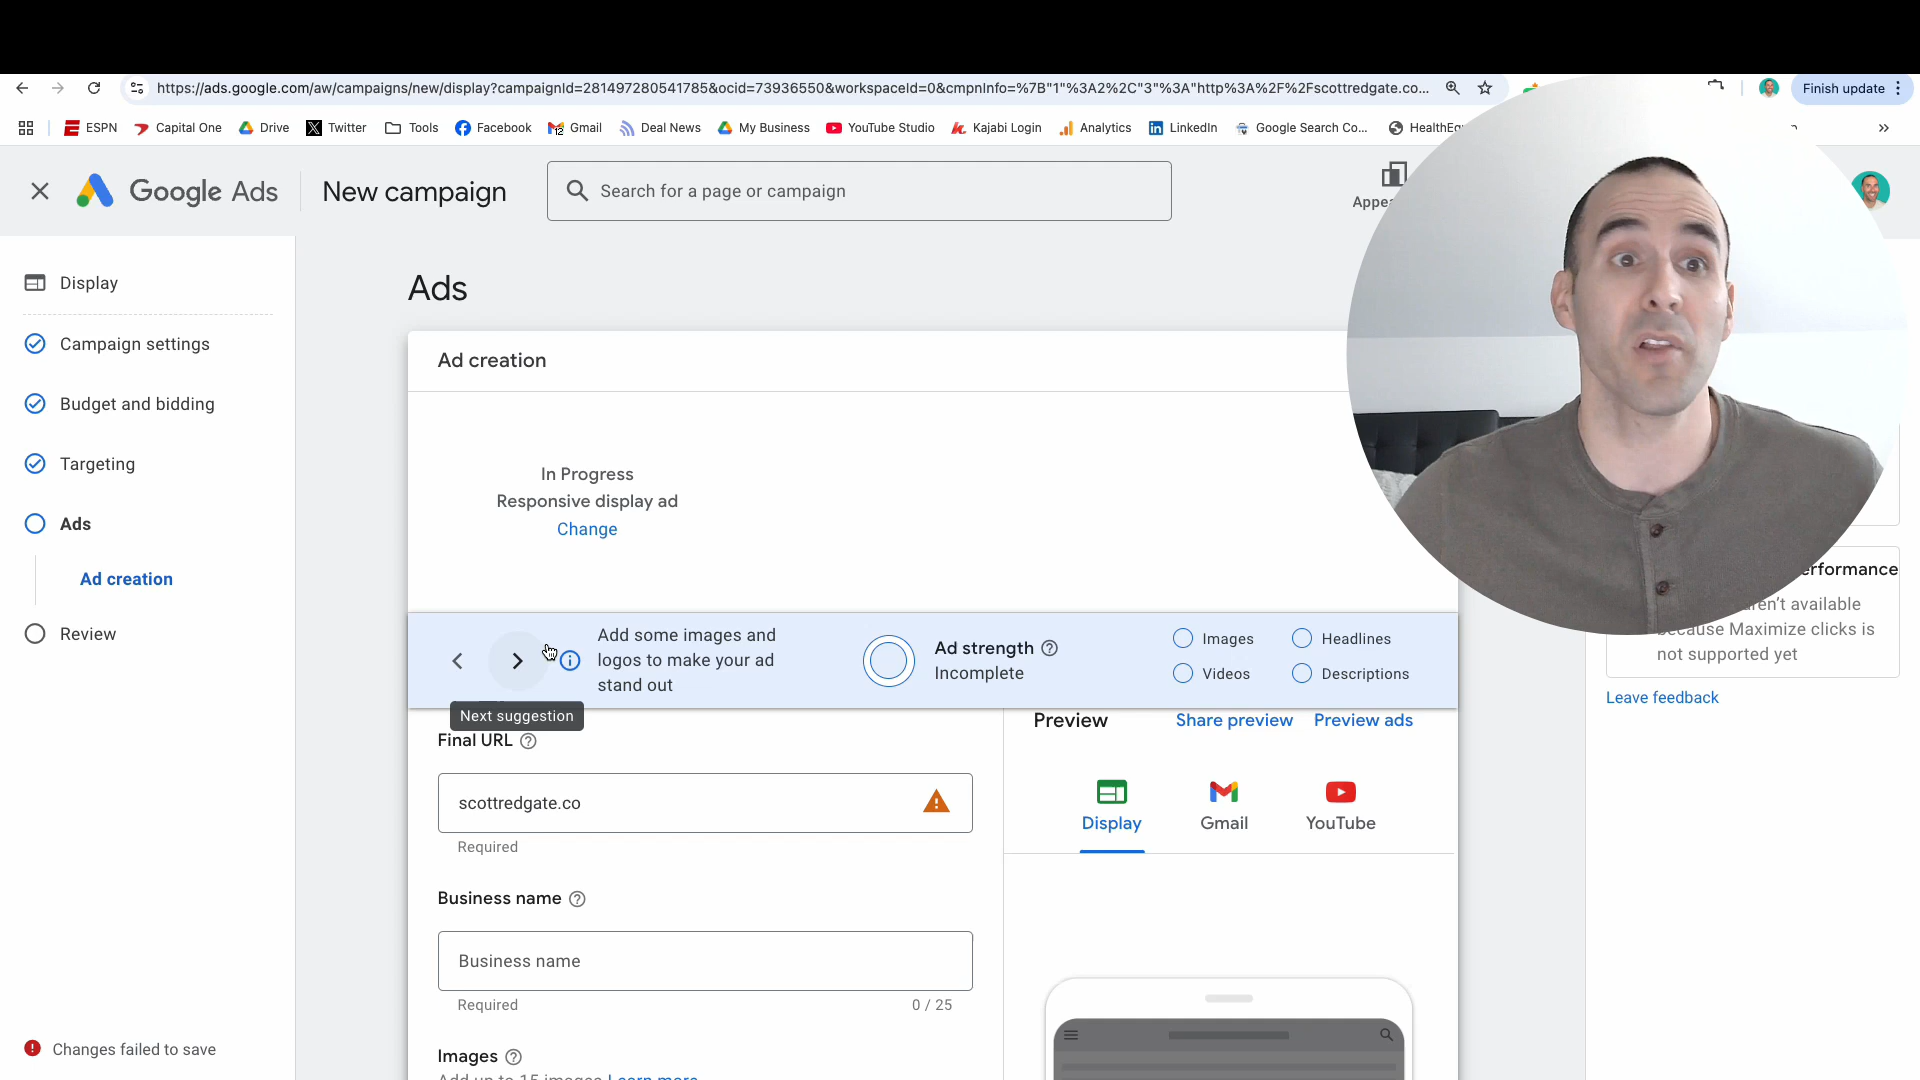 https://ads.google.com/aw/campaigns/new/display?campaignId=281497280541785&ocid=73936550&workspaceId=0&cmpnInfo=%7B"1"%3A2%2C"3"%3A"http%3A%2F%2Fscottredgate.co...
Finish update
ESPN
Capital One
Drive
Twitter
Tools
Facebook
Gmail
Deal News
My Business
YouTube Studio
Kajabi Login
Analytics
LinkedIn
Google Search Co...
Google Ads
New campaign
Search for a page or campaign
Display
Campaign settings
Budget and bidding
Targeting
Ads
Ad creation
Review
Changes failed to save
Ads
Ad creation
In Progress
Responsive display ad
Change
Add some images and
logos to make your ad
stand out
Ad strength
Incomplete
Images
Headlines
Videos
Descriptions
Next suggestion
Final URL
scottredgate.co
Required
Business name
Business name
Required
0 / 25
Images
Preview
Share preview
Preview ads
Display
Gmail
YouTube
available
Maximize clicks is
not supported yet
Leave feedback